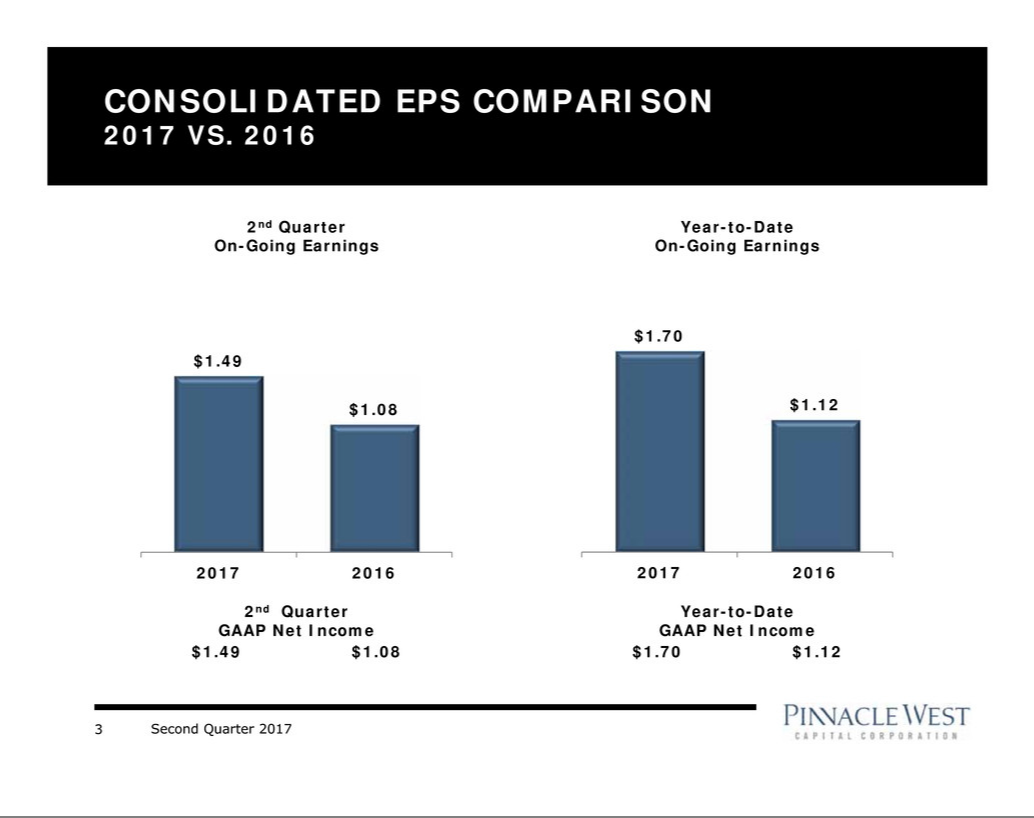 CONSOLIDATED EPS COMPARISON
2017 VS. 2016
2nd Quarter
On-Going Earnings
$1.49
$1.08
2017 2016
2nd Quarter
GAAP Net Income
$1.49 $1.08
Year-to-Date
On-Going Earnings
$1.70
$1.12
2017 2016
Year-to-Date
GAAP Net Income
$1.70 $1.12
3 Second Quarter 2017
PINNACLE WEST
CAPITAL CORPORATION